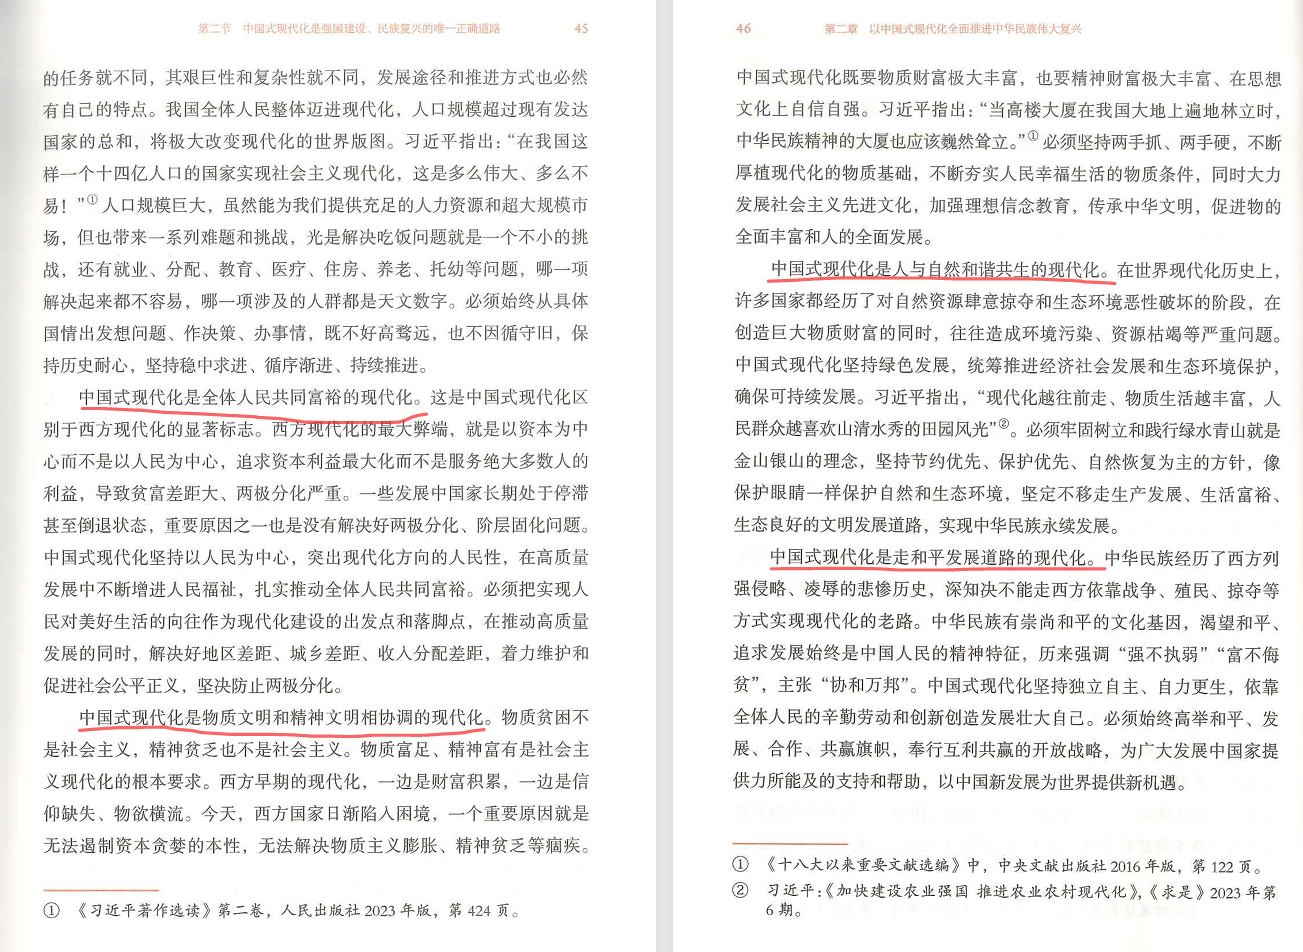 第二节 中国式现代化是强国建设、民族复兴的唯一正确道路 45
的任务就不同，其艰巨性和复杂性就不同，发展途径和推进方式也必然
有自己的特点。我国全体人民整体迈进现代化，人口规模超过现有发达
国家的总和，将极大改变现代化的世界版图。习近平指出：“在我国这
样一个十四亿人口的国家实现社会主义现代化，这是多么伟大、多么不
易！”①人口规模巨大，虽然能为我们提供充足的人力资源和超大规模市
场，但也带来一系列难题和挑战，光是解决吃饭问题就是一个不小的挑
战，还有就业、分配、教育、医疗、住房、养老、托幼等问题，哪一项
解决起来都不容易，哪一项涉及的人群都是天文数字。必须始终从具体
国情出发想问题、作决策、办事情，既不好高骛远，也不因循守旧，保
持历史耐心，坚持稳中求进、循序渐进、持续推进。
中国式现代化是全体人民共同富裕的现代化。这是中国式现代化区
别于西方现代化的显著标志。西方现代化的最大弊端，就是以资本为中
心而不是以人民为中心，追求资本利益最大化而不是服务绝大多数人的
利益，导致贫富差距大、两极分化严重。一些发展中国家长期处于停滞
甚至倒退状态，重要原因之一也是没有解决好两极分化、阶层固化问题。
中国式现代化坚持以人民为中心，突出现代化方向的人民性，在高质量
发展中不断增进人民福祉，扎实推动全体人民共同富裕。必须把实现人
民对美好生活的向往作为现代化建设的出发点和落脚点，在推动高质量
发展的同时，解决好地区差距、城乡差距、收入分配差距，着力维护和
促进社会公平正义，坚决防止两极分化。
中国式现代化是物质文明和精神文明相协调的现代化。物质贫困不
是社会主义，精神贫乏也不是社会主义。物质富足、精神富有是社会主
义现代化的根本要求。西方早期的现代化，一边是财富积累，一边是信
仰缺失、物欲横流。今天，西方国家日渐陷入困境，一个重要原因就是
无法遏制资本贪婪的本性，无法解决物质主义膨胀、精神贫乏等痼疾。
① 《习近平著作选读》第二卷，人民出版社 2023 年版，第 424 页。
46 第二章 以中国式现代化全面推进中华民族伟大复兴
中国式现代化既要物质财富极大丰富，也要精神财富极大丰富、在思想
文化上自信自强。习近平指出：“当高楼大厦在我国大地上遍地林立时，
中华民族精神的大厦也应该巍然耸立。”①必须坚持两手抓、两手硬，不断
厚植现代化的物质基础，不断夯实人民幸福生活的物质条件，同时大力
发展社会主义先进文化，加强理想信念教育，传承中华文明，促进物的
全面丰富和人的全面发展。
中国式现代化是人与自然和谐共生的现代化。在世界现代化历史上，
许多国家都经历了对自然资源肆意掠夺和生态环境恶性破坏的阶段，在
创造巨大物质财富的同时，往往造成环境污染、资源枯竭等严重问题。
中国式现代化坚持绿色发展，统筹推进经济社会发展和生态环境保护，
确保可持续发展。习近平指出，“现代化越往前走、物质生活越丰富，人
民群众越喜欢山清水秀的田园风光”②。必须牢固树立和践行绿水青山就是
金山银山的理念，坚持节约优先、保护优先、自然恢复为主的方针，像
保护眼睛一样保护自然和生态环境，坚定不移走生产发展、生活富裕、
生态良好的文明发展道路，实现中华民族永续发展。
中国式现代化是走和平发展道路的现代化。中华民族经历了西方列
强侵略、凌辱的悲惨历史，深知决不能走西方依靠战争、殖民、掠夺等
方式实现现代化的老路。中华民族有崇尚和平的文化基因，渴望和平、
追求发展始终是中国人民的精神特征，历来强调“强不执弱”“富不侮
贫”，主张“协和万邦”。中国式现代化坚持独立自主、自力更生，依靠
全体人民的辛勤劳动和创新创造发展壮大自己。必须始终高举和平、发
展、合作、共赢旗帜，奉行互利共赢的开放战略，为广大发展中国家提
供力所能及的支持和帮助，以中国新发展为世界提供新机遇。
① 《十八大以来重要文献选编》中，中央文献出版社 2016 年版，第 122 页。
② 习近平：《加快建设农业强国 推进农业农村现代化》，《求是》2023 年第
6 期。